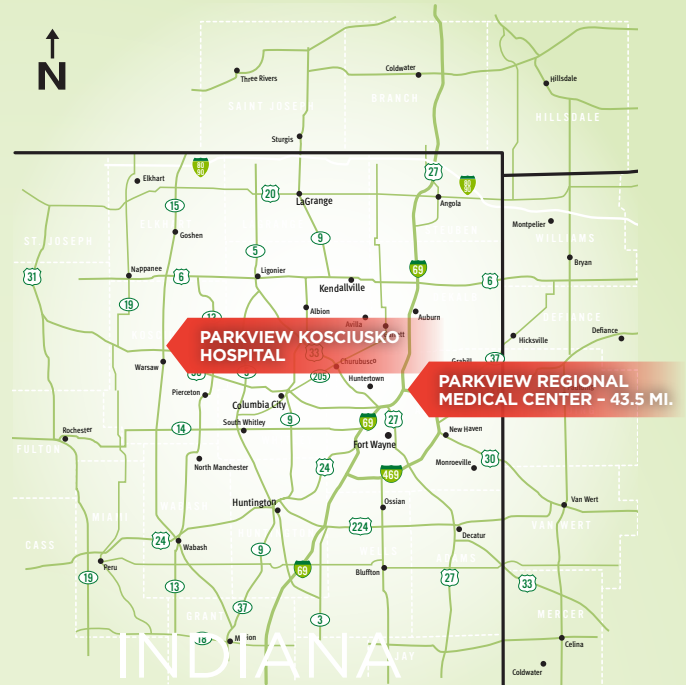 N
Three Rivers
Coldwater
Hillsdale
SAINT JOSEPH
BRANCH
HILLSDALE
Sturgis
80
90
27
80
Elkhart
20
LaGrange
Angola
15
Montpelier
ST. JOSEPH
Goshen
9
WILLIAMS
5
Bryan
Nappanee
Ligonier
69
31
6
6
Kendallville
19
Albion
Auburn
Avilla
DEFIANCE
Defiance
PARKVIEW KOSCIUSKO
HOSPITAL
Hicksville
33
Churubusco
Warsaw
205
Huntertown
PARKVIEW REGIONAL
MEDICAL CENTER – 43.5 MI.
Pierceton
Columbia City
9
69
27
South Whitley
14
New Haven
Rochester
Fort Wayne
FULTON
30
Monroeville
North Manchester
24
469
Huntington
Ossian
Van Wert
MIAMI
224
VAN WERT
24
Decatur
CASS
Wabash
9
ADAMS
Peru
69
Bluffton
19
13
27
33
37
GRANT
3
MERCER
18
Marion
Celina
INDIANA
JAY
Coldwater